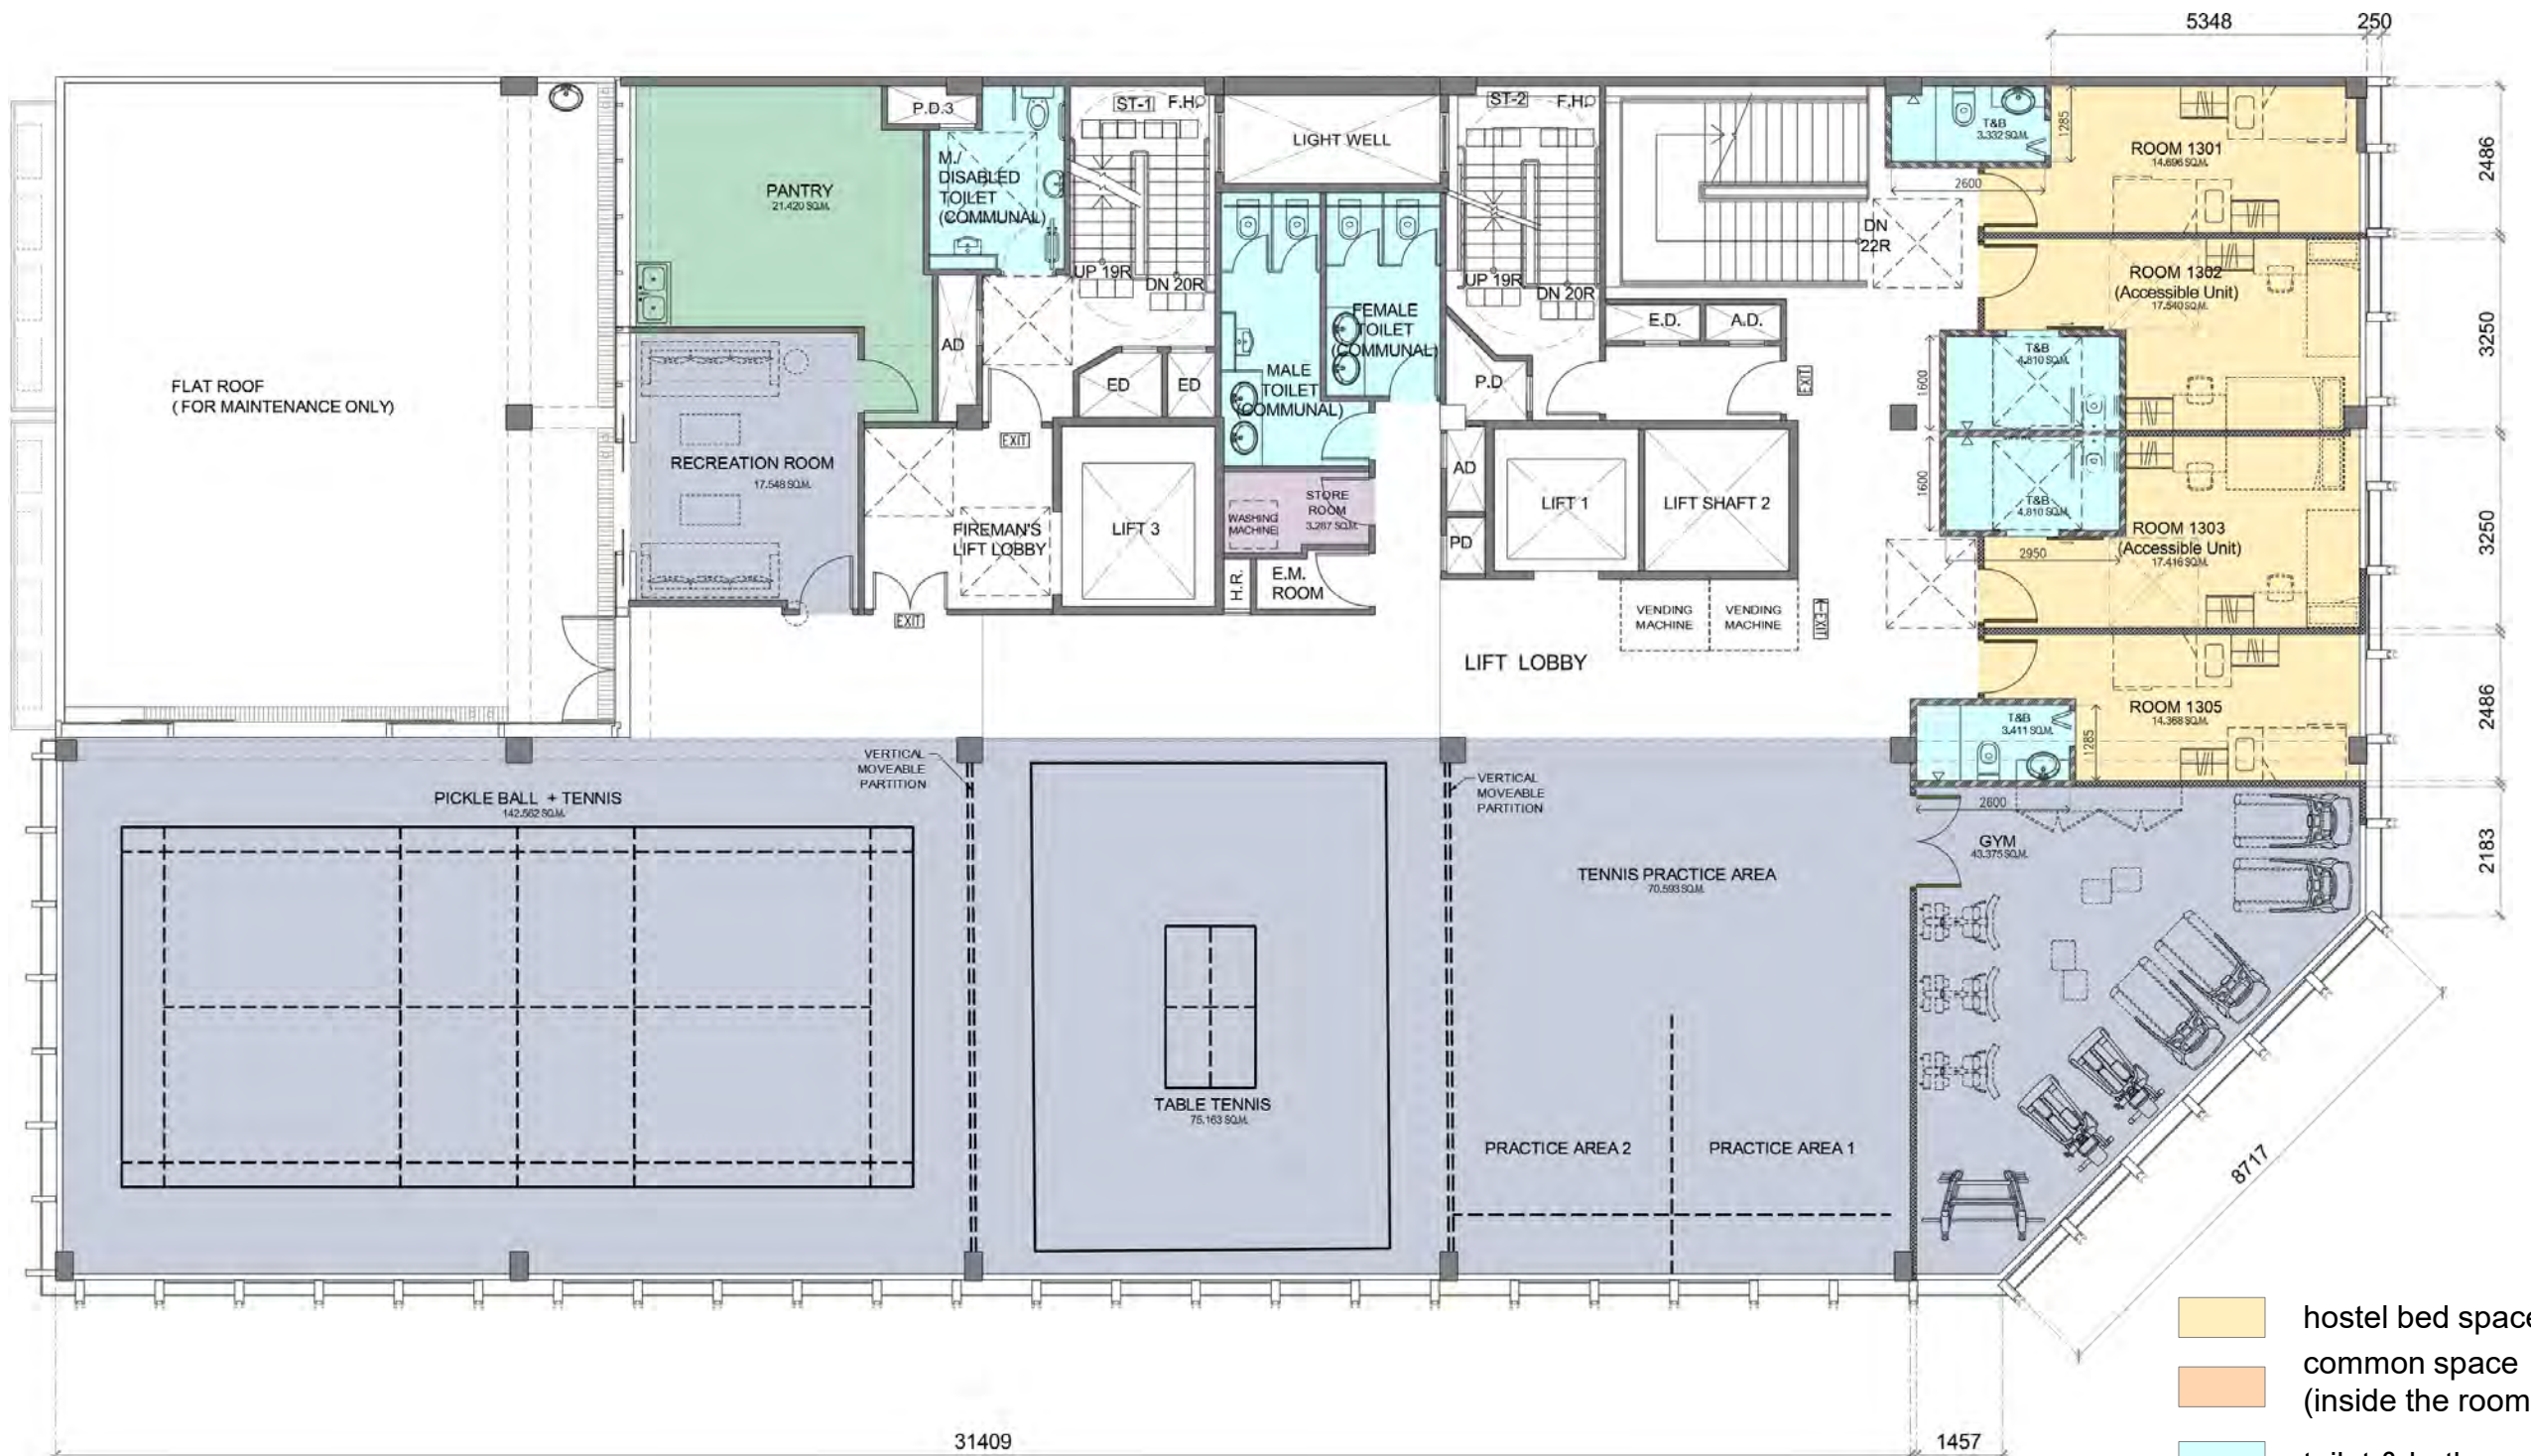 5348
250
P.D.3
ST-1
F.H.
LIGHT WELL
ST-2
F.H.
T&B
3.332 SQ.M.
1285
ROOM 1301
14.696 SQ.M.
2486
M./
DISABLED
TOILET
(COMMUNAL)
PANTRY
21.420 SQ.M.
2600
DN
22R
UP 19R
DN 20R
UP 19R
DN 20R
ROOM 1302
(Accessible Unit)
17.540 SQ.M.
3250
FEMALE
TOILET
(COMMUNAL)
E.D.
A.D.
AD
ED
ED
MALE
TOILET
(COMMUNAL)
P.D
EXIT
T&B
4.810 SQ.M.
1600
FLAT ROOF
( FOR MAINTENANCE ONLY)
EXIT
RECREATION ROOM
17.548 SQ.M.
AD
LIFT 1
LIFT SHAFT 2
1600
T&B
4.810 SQ.M.
STORE
ROOM
3.267 SQ.M.
WASHING
MACHINE
FIREMAN'S
LIFT LOBBY
LIFT 3
PD
ROOM 1303
(Accessible Unit)
17.416 SQ.M.
2950
3250
H.R.
E.M.
ROOM
EXIT
VENDING
MACHINE
VENDING
MACHINE
EXIT
LIFT LOBBY
T&B
3.411 SQ.M.
1285
ROOM 1305
14.368 SQ.M.
2486
VERTICAL
MOVEABLE
PARTITION
VERTICAL
MOVEABLE
PARTITION
PICKLE BALL + TENNIS
142.562 SQ.M.
2600
GYM
43.375 SQ.M.
2183
TENNIS PRACTICE AREA
70.593 SQ.M.
TABLE TENNIS
75.163 SQ.M.
PRACTICE AREA 2
PRACTICE AREA 1
8717
hostel bed space
common space
(inside the room
31409
1457